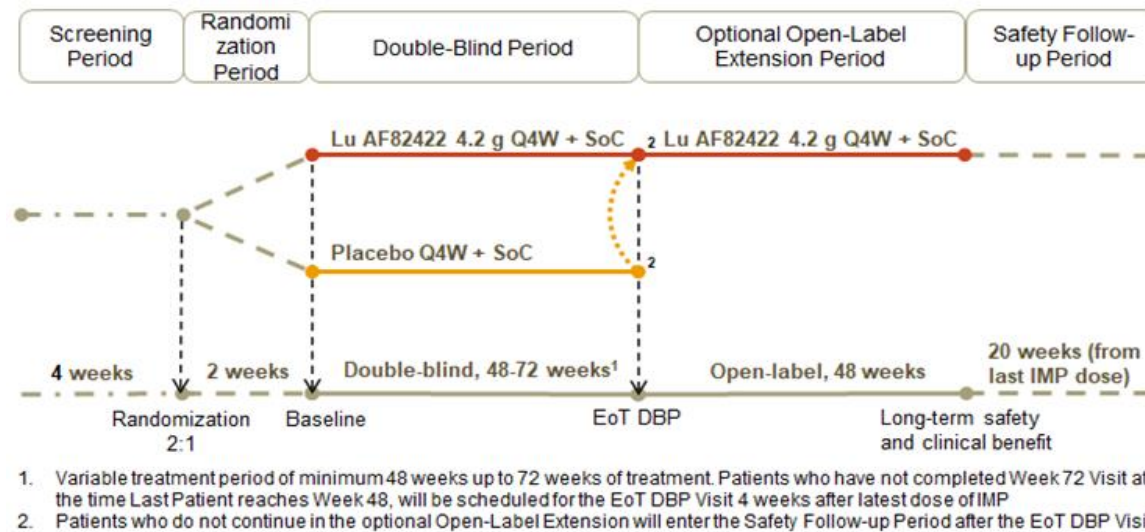 Screening
Period
Randomi
zation
Period
Double-Blind Period
Optional Open-Label
Extension Period
Safety Follow-
up Period
Lu AF82422 4.2 g Q4W + SoC
2 Lu AF82422 4.2 g Q4W + SoC
Placebo Q4W + SoC
2
4 weeks
2 weeks
Double-blind, 48-72 weeks1
Open-label, 48 weeks
20 weeks (from
last IMP dose)
Randomization
2:1
Baseline
EoT DBP
Long-term safety
and clinical benefit
1. Variable treatment period of minimum 48 weeks up to 72 weeks of treatment. Patients who have not completed Week 72 Visit at
the time Last Patient reaches Week 48, will be scheduled for the EoT DBP Visit 4 weeks after latest dose of IMP
2. Patients who do not continue in the optional Open-Label Extension will enter the Safety Follow-up Period after the EoT DBP